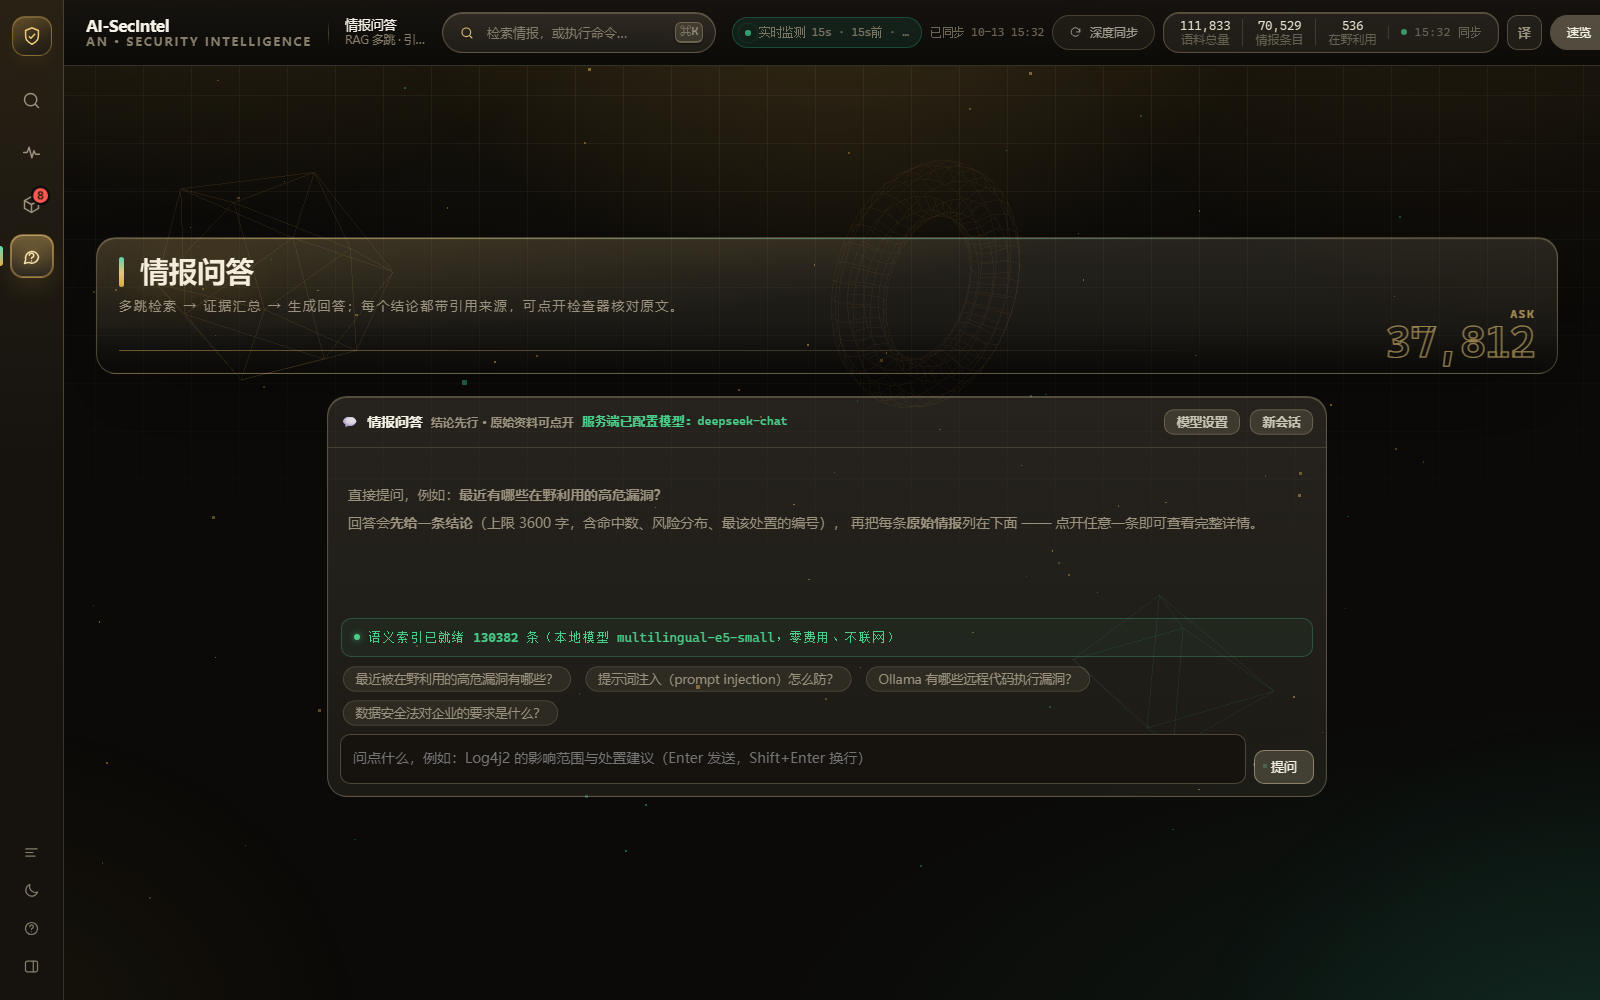 AI-SecIntel
AN • SECURITY INTELLIGENCE
情报问答
RAG 多跳 · 引…
检索情报，或执行命令…
⌘K
实时监测 15s · 15s前 · …
已同步 10-13 15:32
深度同步
111,833
语料总量
70,529
情报条目
536
在野利用
15:32 同步
译
速览
8
情报问答
多跳检索 → 证据汇总 → 生成回答；每个结论都带引用来源，可点开检查器核对原文。
ASK
37,812
情报问答 结论先行 • 原始资料可点开 服务端已配置模型：deepseek-chat
模型设置
新会话
直接提问，例如：最近有哪些在野利用的高危漏洞？
回答会先给一条结论（上限 3600 字，含命中数、风险分布、最该处置的编号）， 再把每条原始情报列在下面 —— 点开任意一条即可查看完整详情。
语义索引已就绪 130382 条（本地模型 multilingual-e5-small，零费用、不联网）
最近被在野利用的高危漏洞有哪些？
提示词注入（prompt injection）怎么防？
Ollama 有哪些远程代码执行漏洞？
数据安全法对企业的要求是什么？
问点什么，例如：Log4j2 的影响范围与处置建议（Enter 发送，Shift+Enter 换行）
提问